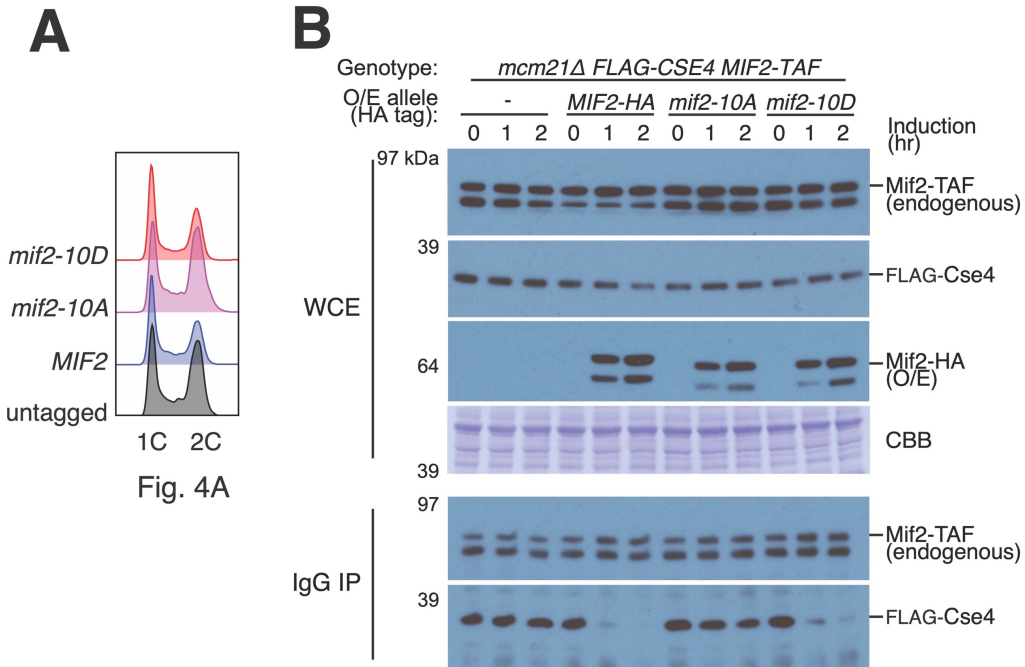 A
mif2-10D
mif2-10A
MIF2
untagged
1C 2C
Fig. 4A
B
Genotype: mcm21Δ FLAG-CSE4 MIF2-TAF
O/E allele
(HA tag): - MIF2-HA mif2-10A mif2-10D
0 1 2 0 1 2 0 1 2 0 1 2 Induction
(hr)
97 kDa
Mif2-TAF
(endogenous)
39
FLAG-Cse4
WCE
64
Mif2-HA
(O/E)
CBB
39
97
Mif2-TAF
(endogenous)
IgG IP
39
FLAG-Cse4